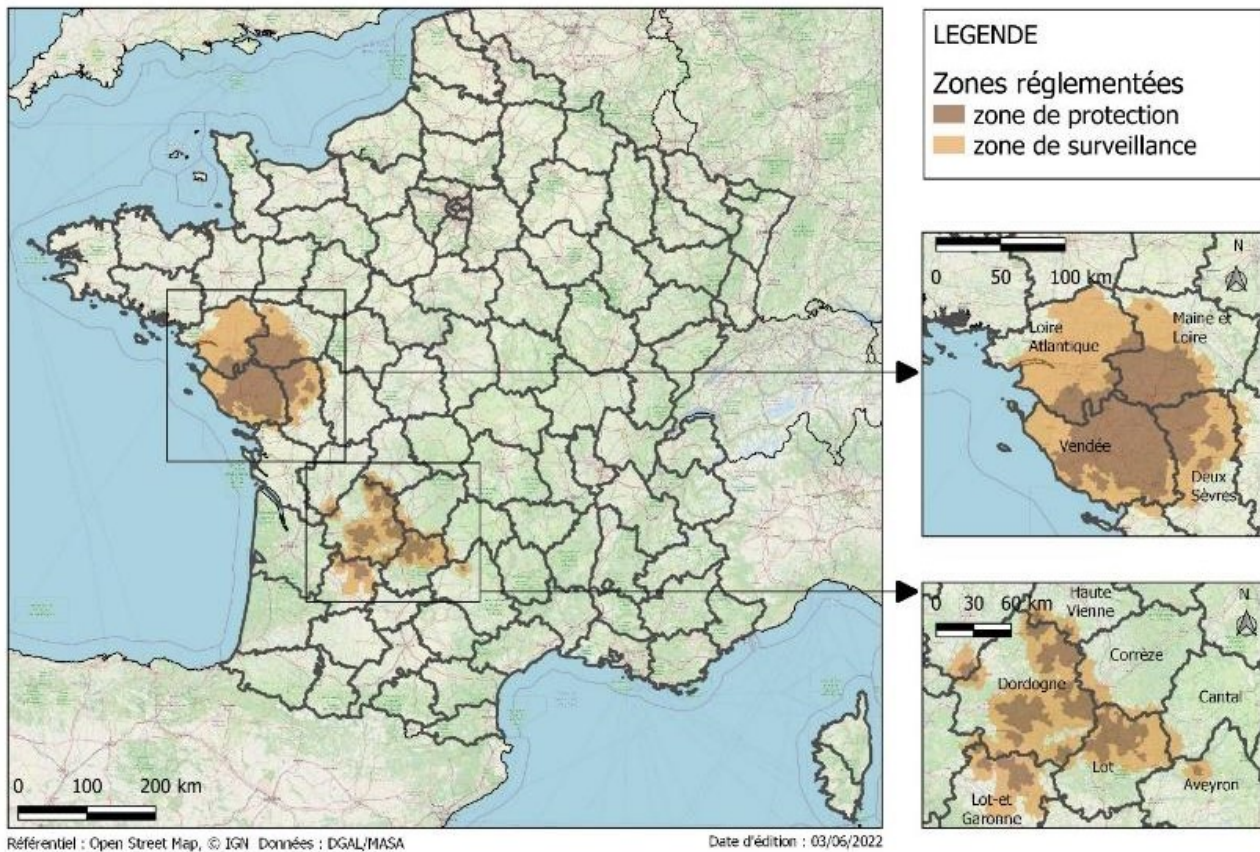 LEGENDE
Zones réglementées
zone de protection
zone de surveillance
0 50 100 km
N
Loire
Atlantique
Maine et
Loire
Vendée
Deux
Sèvres
0 30 60 km
N
Haute
Vienne
Corrèze
Dordogne
Cantal
Lot
Aveyron
Lot-et
Garonne
0 100 200 km
Référentiel : Open Street Map, © IGN Données : DGAL/MASA
Date d'édition : 03/06/2022